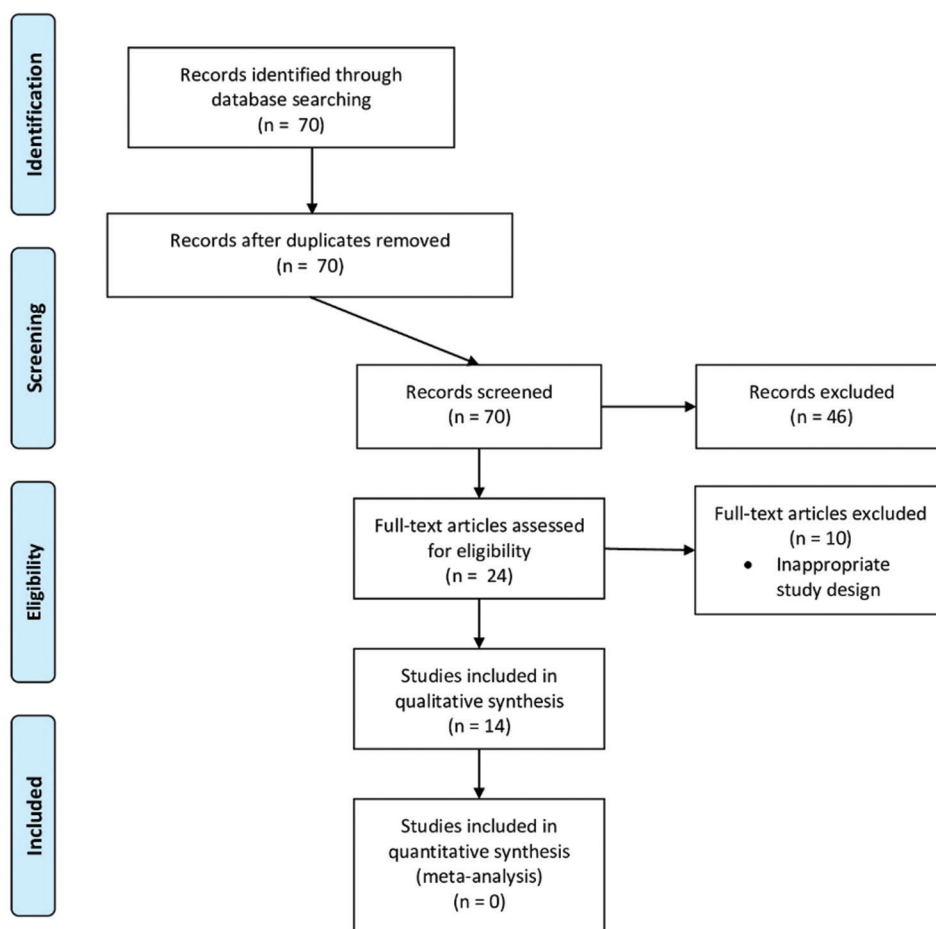 Identification
Records identified through
database searching
(n = 70)
Records after duplicates removed
(n = 70)
Screening
Records screened
(n = 70)
Records excluded
(n = 46)
Eligibility
Full-text articles assessed
for eligibility
(n = 24)
Full-text articles excluded
(n = 10)
• Inappropriate
study design
Studies included in
qualitative synthesis
(n = 14)
Included
Studies included in
quantitative synthesis
(meta-analysis)
(n = 0)